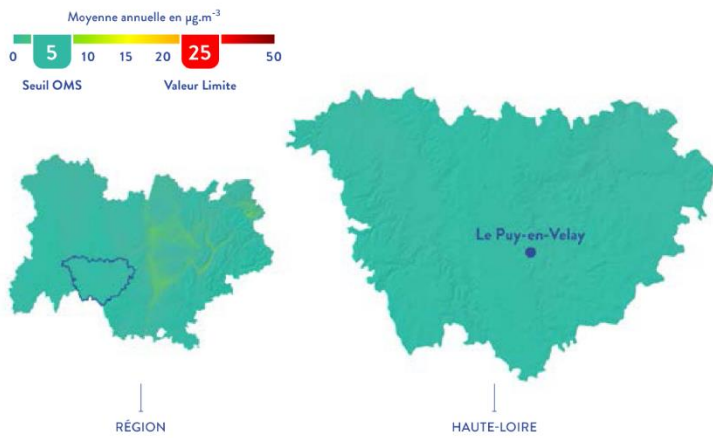 Moyenne annuelle en µg.m⁻³
0 5 10 15 20 25 50
Seuil OMS Valeur Limite
Le Puy-en-Velay
RÉGION HAUTE-LOIRE